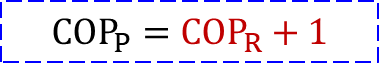 COP_P = COP_R + 1